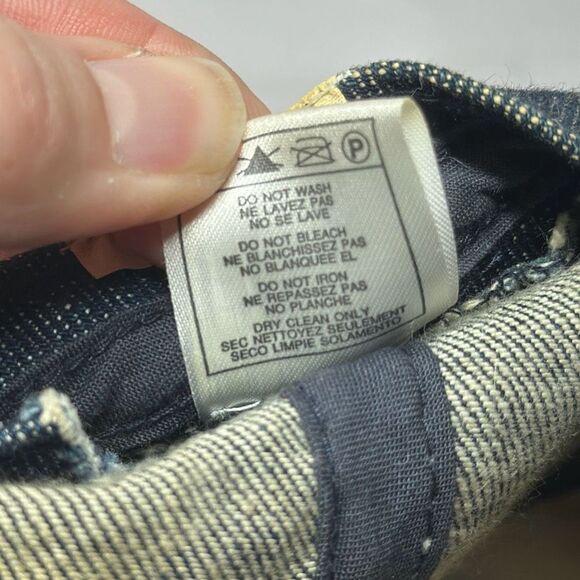 P
DO NOT WASH
NE LAVEZ PAS
NO SE LAVE
DO NOT BLEACH
NE BLANCHISSEZ PAS
NO BLANQUEE EL
DO NOT IRON
NE REPASSEZ PAS
NO PLANCHE
DRY CLEAN ONLY
SEC NETTOYEZ SEULEMENT
SECO LIMPIE SOLAMENTO